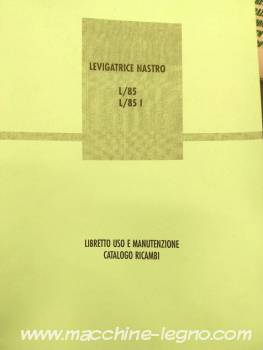 LEVIGATRICE NASTRO
L/85
L/85 I
LIBRETTO USO E MANUTENZIONE
CATALOGO RICAMBI
www.macchine-legno.com